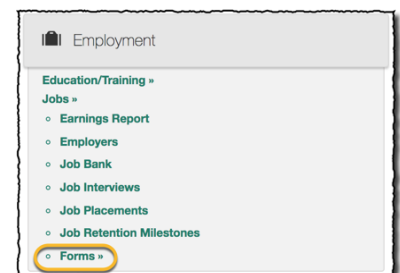 Employment
Education/Training »
Jobs »
Earnings Report
Employers
Job Bank
Job Interviews
Job Placements
Job Retention Milestones
Forms »